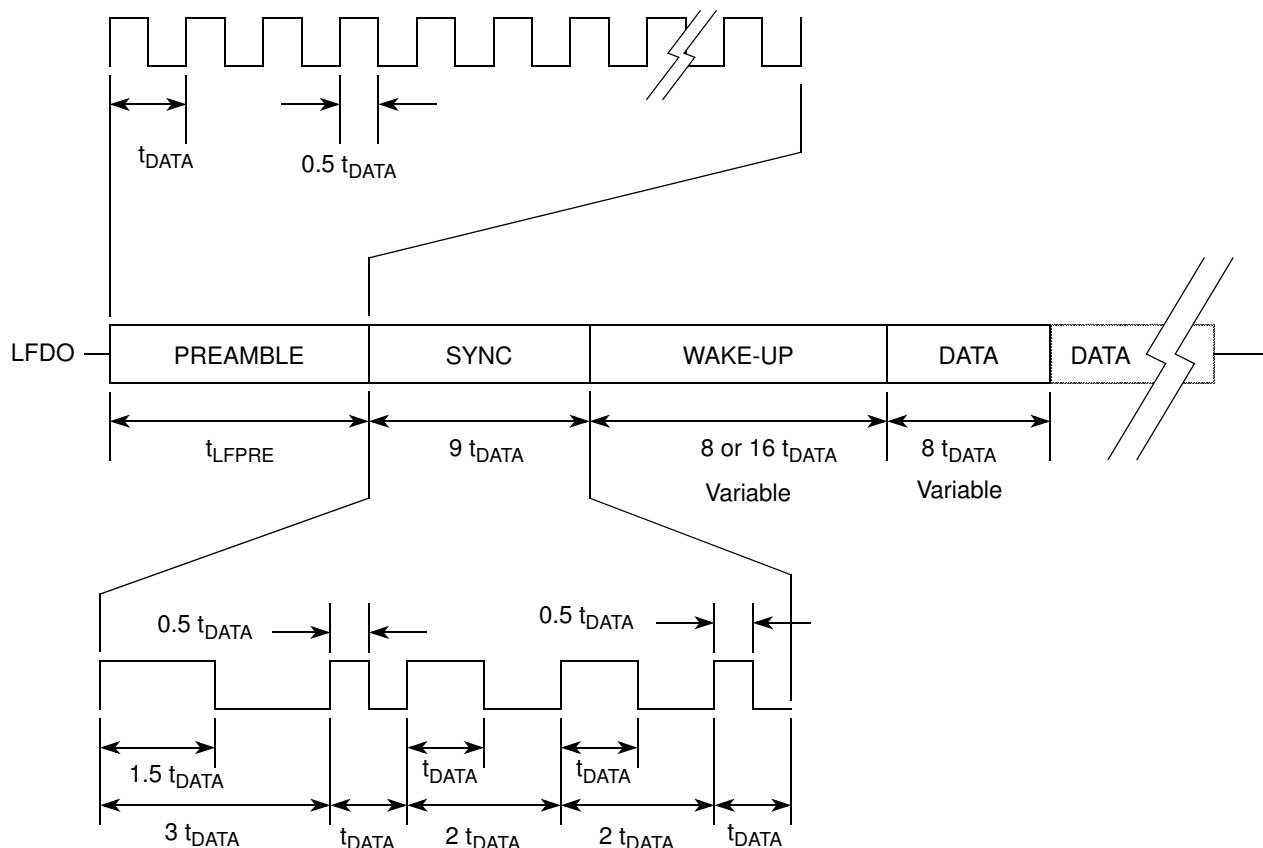 tDATA
0.5 tDATA
LFDO
PREAMBLE
SYNC
WAKE-UP
DATA
DATA
tLFPRE
9 tDATA
8 or 16 tDATA
Variable
8 tDATA
Variable
0.5 tDATA
0.5 tDATA
1.5 tDATA
tDATA
tDATA
3 tDATA
tDATA
2 tDATA
2 tDATA
tDATA